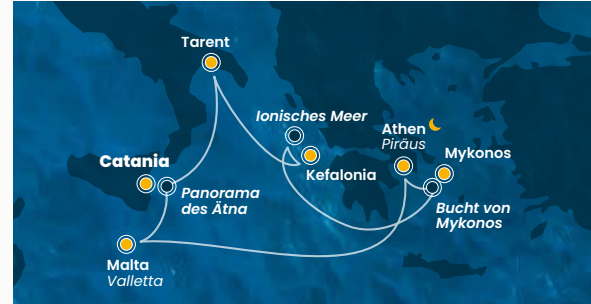 Tarent
Ionisches Meer
Athen
Piräus
Mykonos
Catania
Kefalonia
Panorama
des Ätna
Bucht von
Mykonos
Malta
Valletta